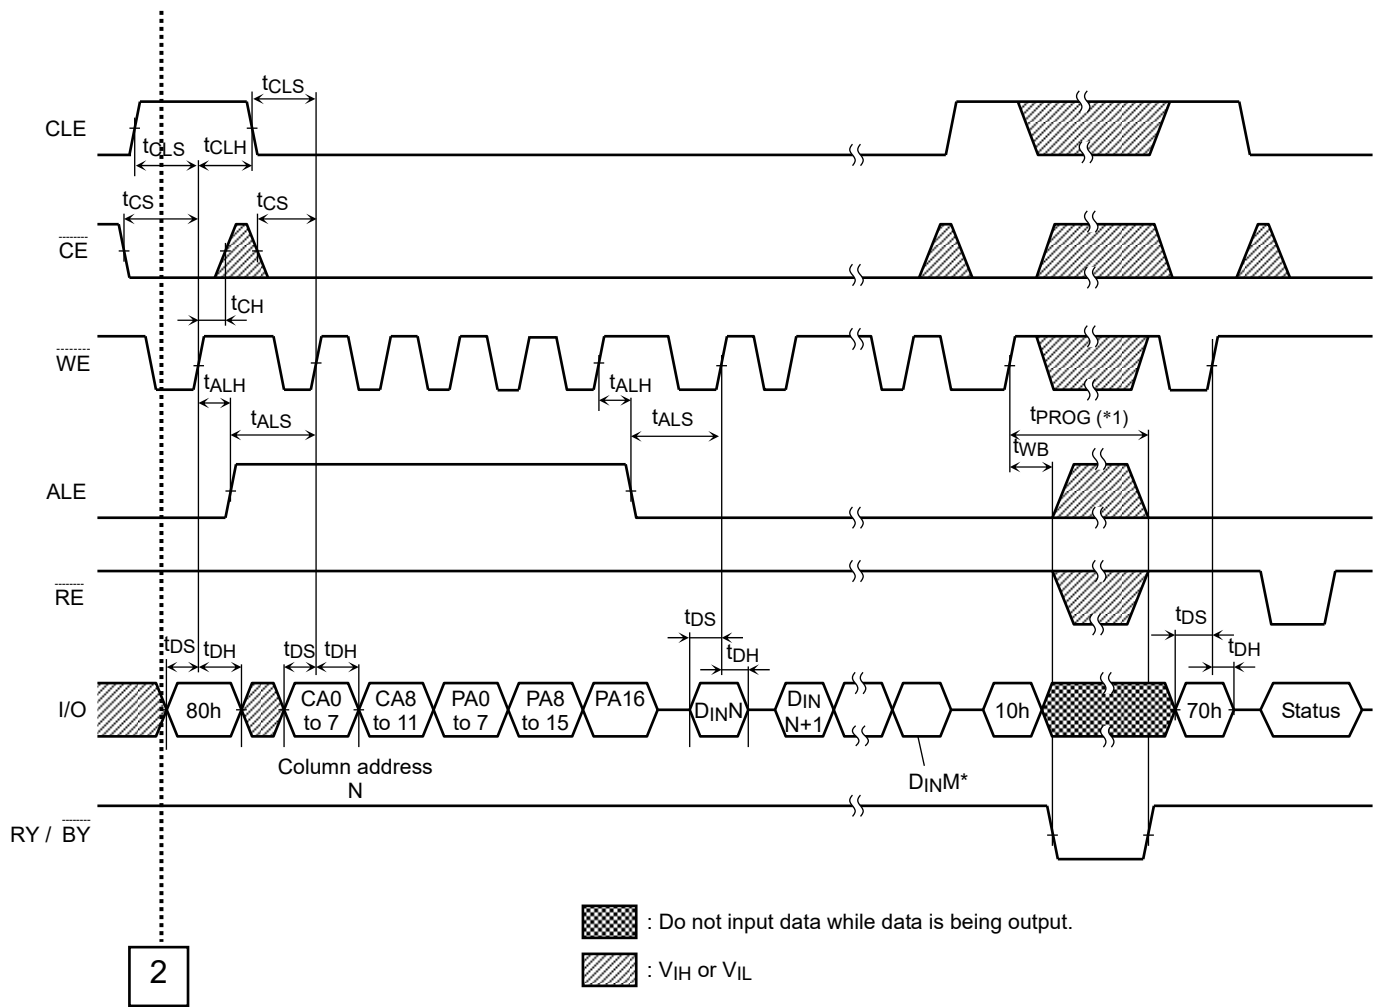 tCLS
CLE
tCLS
tCLH
tCS
tCS
CE
tCH
WE
tALH
tALH
tALS
tALS
tPROG (*1)
tWB
ALE
RE
tDS
tDH
tDS
tDH
tDS
tDH
tDS
tDH
I/O
80h
CA0 to 7
CA8 to 11
PA0 to 7
PA8 to 15
PA16
DINN
DIN N+1
10h
70h
Status
Column address
N
DINM*
RY / BY
: Do not input data while data is being output.
2
: VIH or VIL